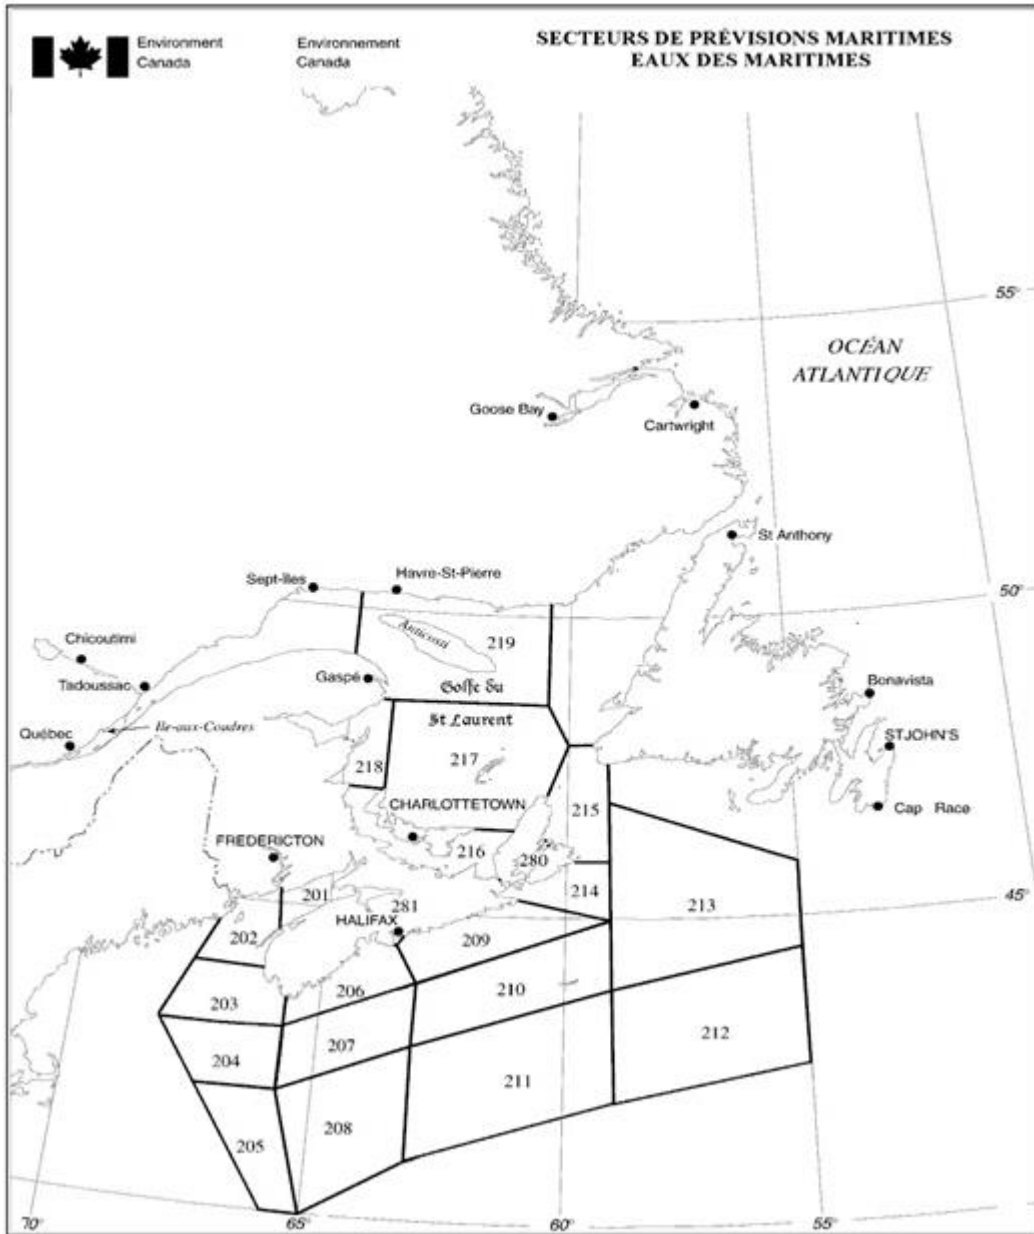 Environment
Canada
Environnement
Canada
SECTEURS DE PRÉVISIONS MARITIMES
EAUX DES MARITIMES
55°
OCÉAN
ATLANTIQUE
Goose Bay
Cartwright
St Anthony
Sept-Îles
Havre-St-Pierre
50°
Chicoutimi
Anticosti
219
Tadoussac
Gaspé
Golfe du
Bonavista
Île-aux-Coudres
St Laurent
Québec
STJOHN'S
218
217
CHARLOTTETOWN
215
Cap Race
FREDERICTON
216
280
201
281
214
213
45°
HALIFAX
202
209
203
206
210
204
207
212
211
205
208
70°
65°
60°
55°